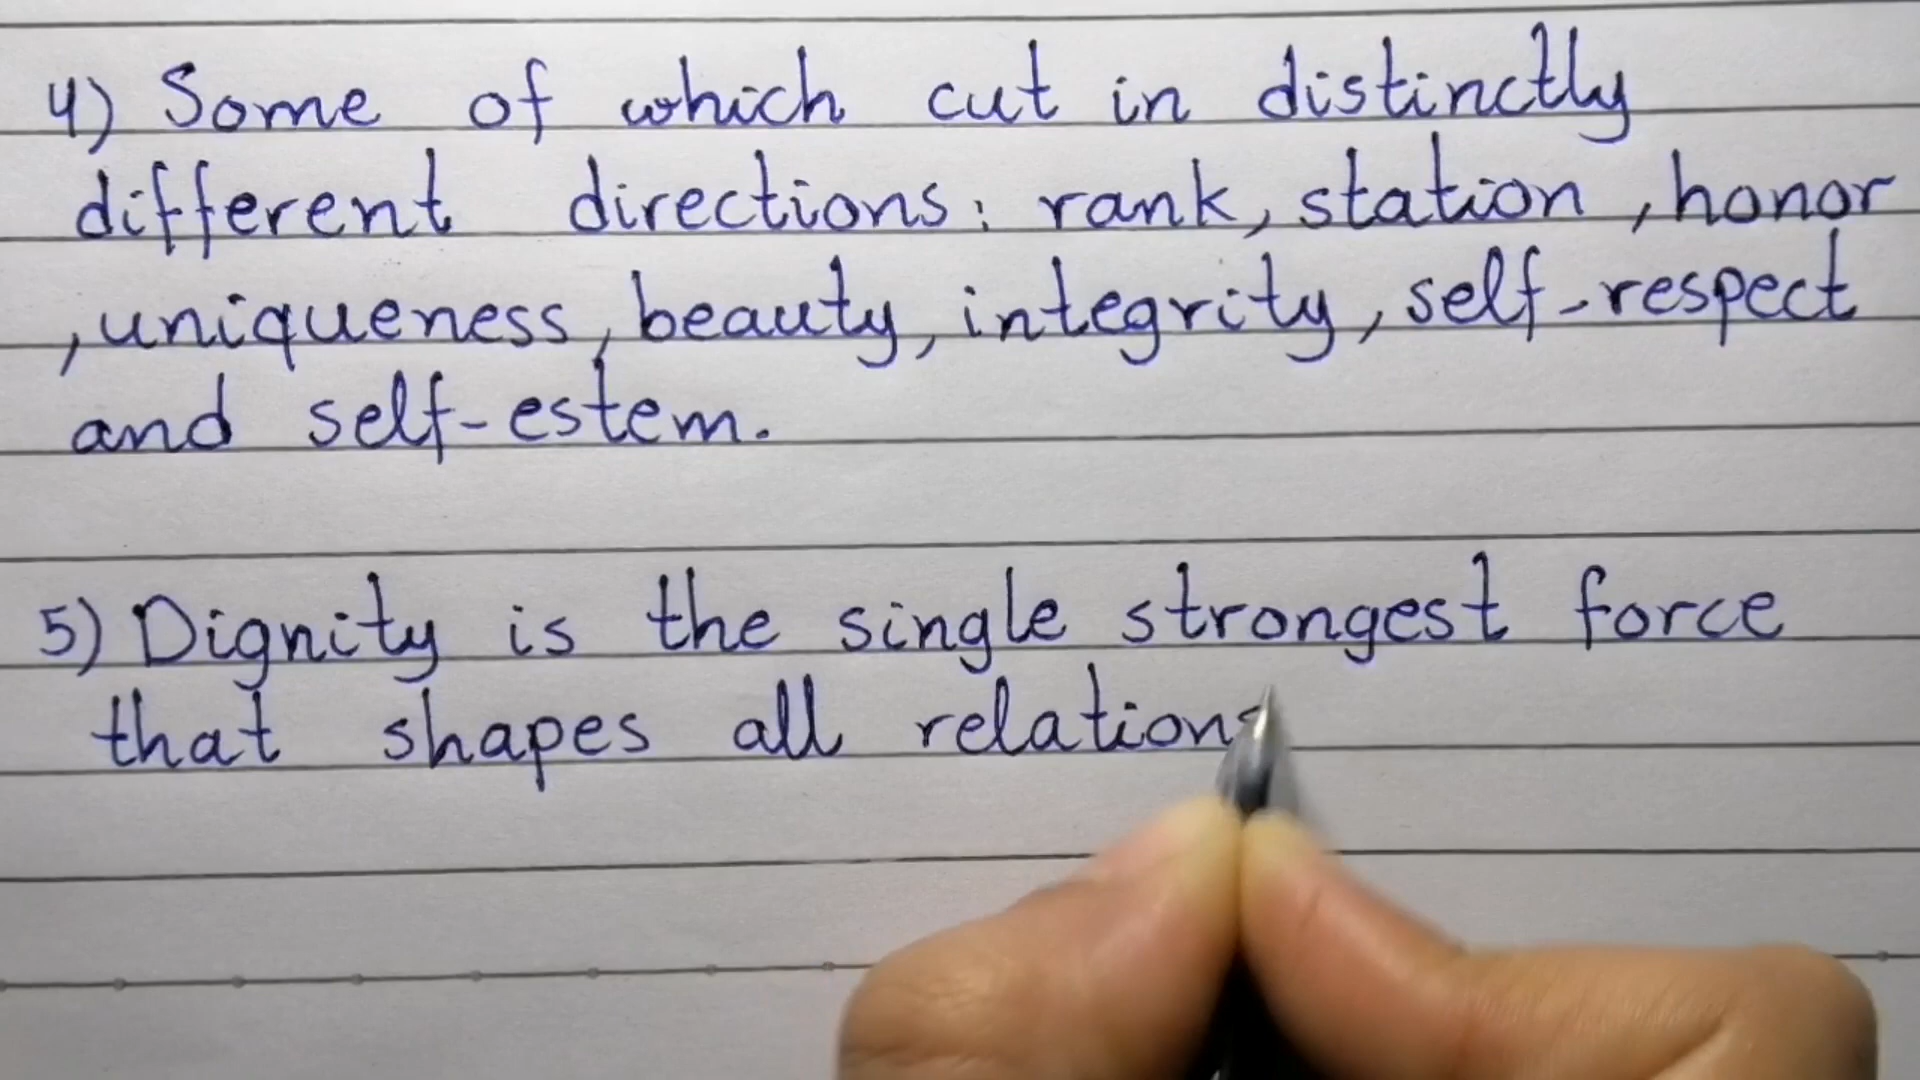 4) Some of which cut in distinctly
different directions: rank, station, honor
, uniqueness, beauty, integrity, self-respect
and self-estem.
5) Dignity is the single strongest force
that shapes all relations